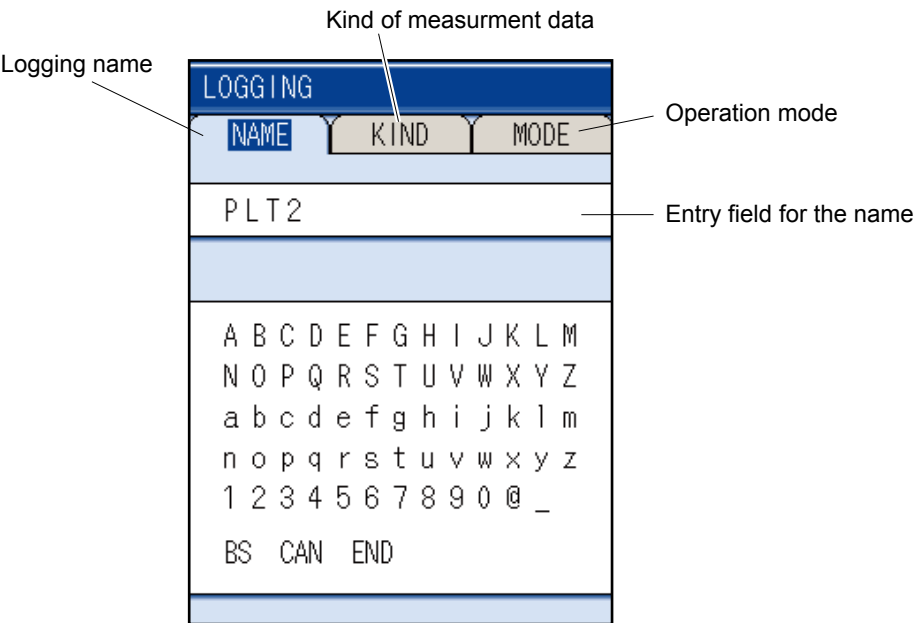 Kind of measurment data
Logging name
LOGGING
NAME KIND MODE
Operation mode
PLT2
Entry field for the name
A B C D E F G H I J K L M
N O P Q R S T U V W X Y Z
a b c d e f g h i j k l m
n o p q r s t u v w x y z
1 2 3 4 5 6 7 8 9 0 @ _
BS CAN END